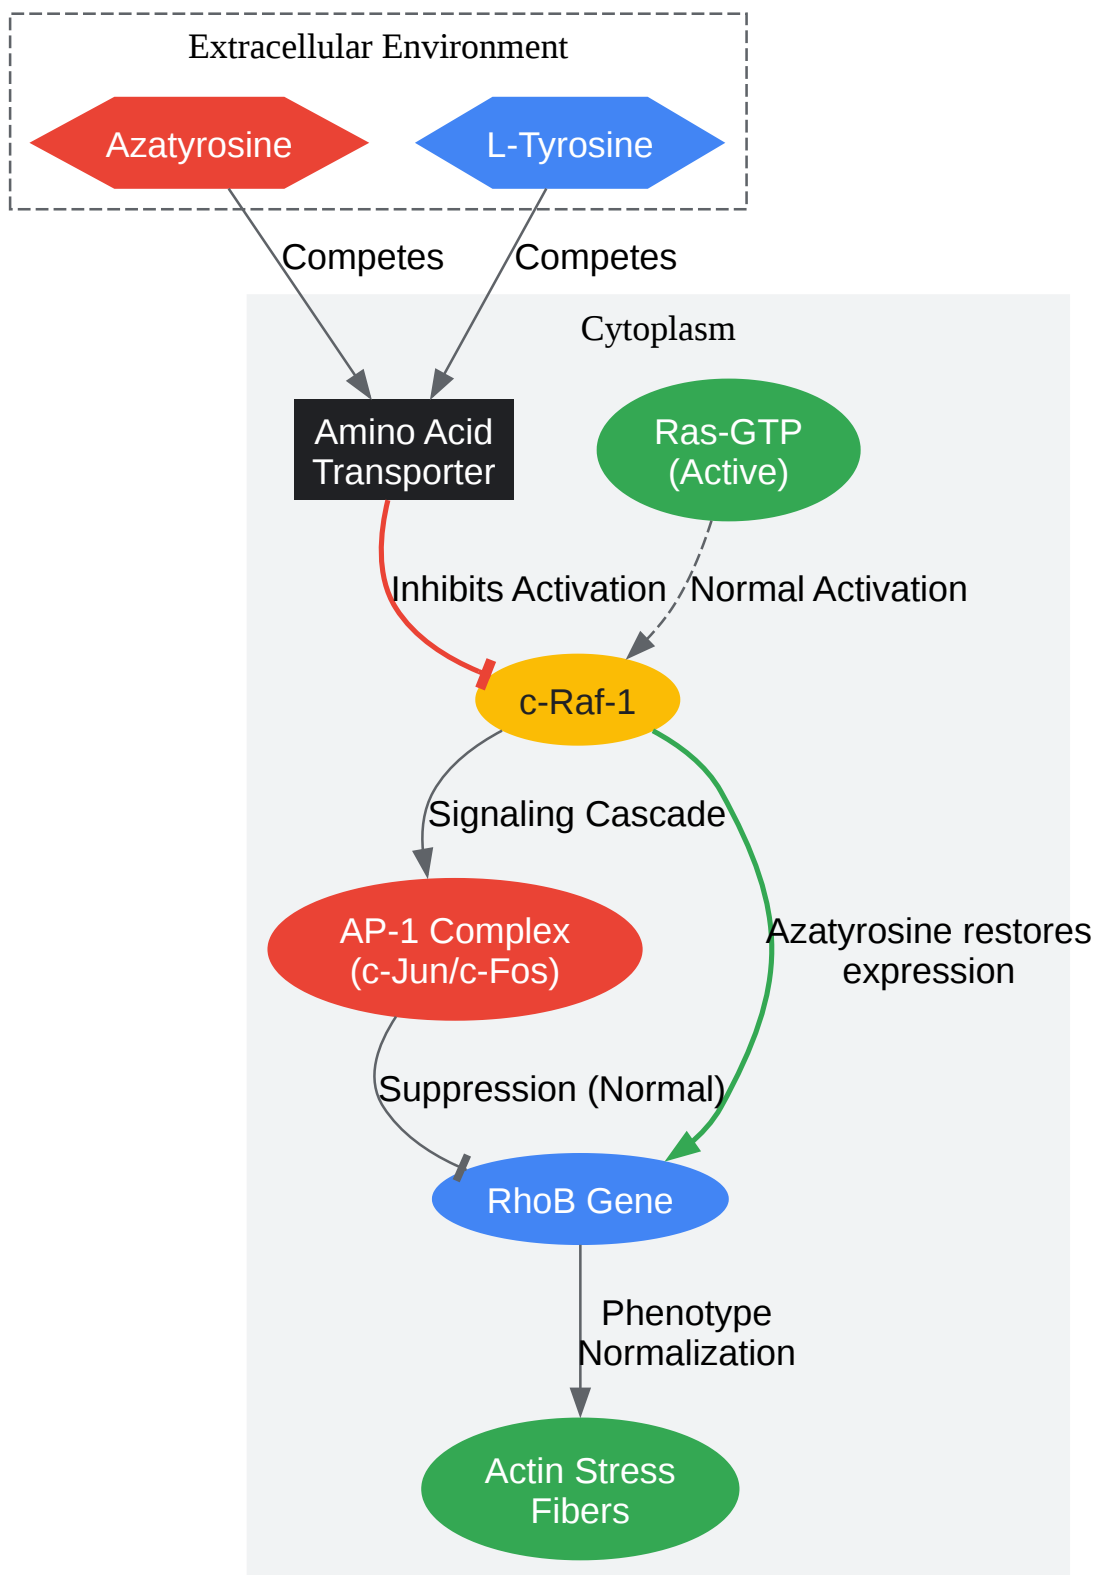 Extracellular Environment
Azatyrosine
L-Tyrosine
Competes
Competes
Cytoplasm
Amino Acid
Transporter
Ras-GTP
(Active)
Inhibits Activation
Normal Activation
c-Raf-1
Signaling Cascade
AP-1 Complex
(c-Jun/c-Fos)
Azatyrosine restores
expression
Suppression (Normal)
RhoB Gene
Phenotype
Normalization
Actin Stress
Fibers